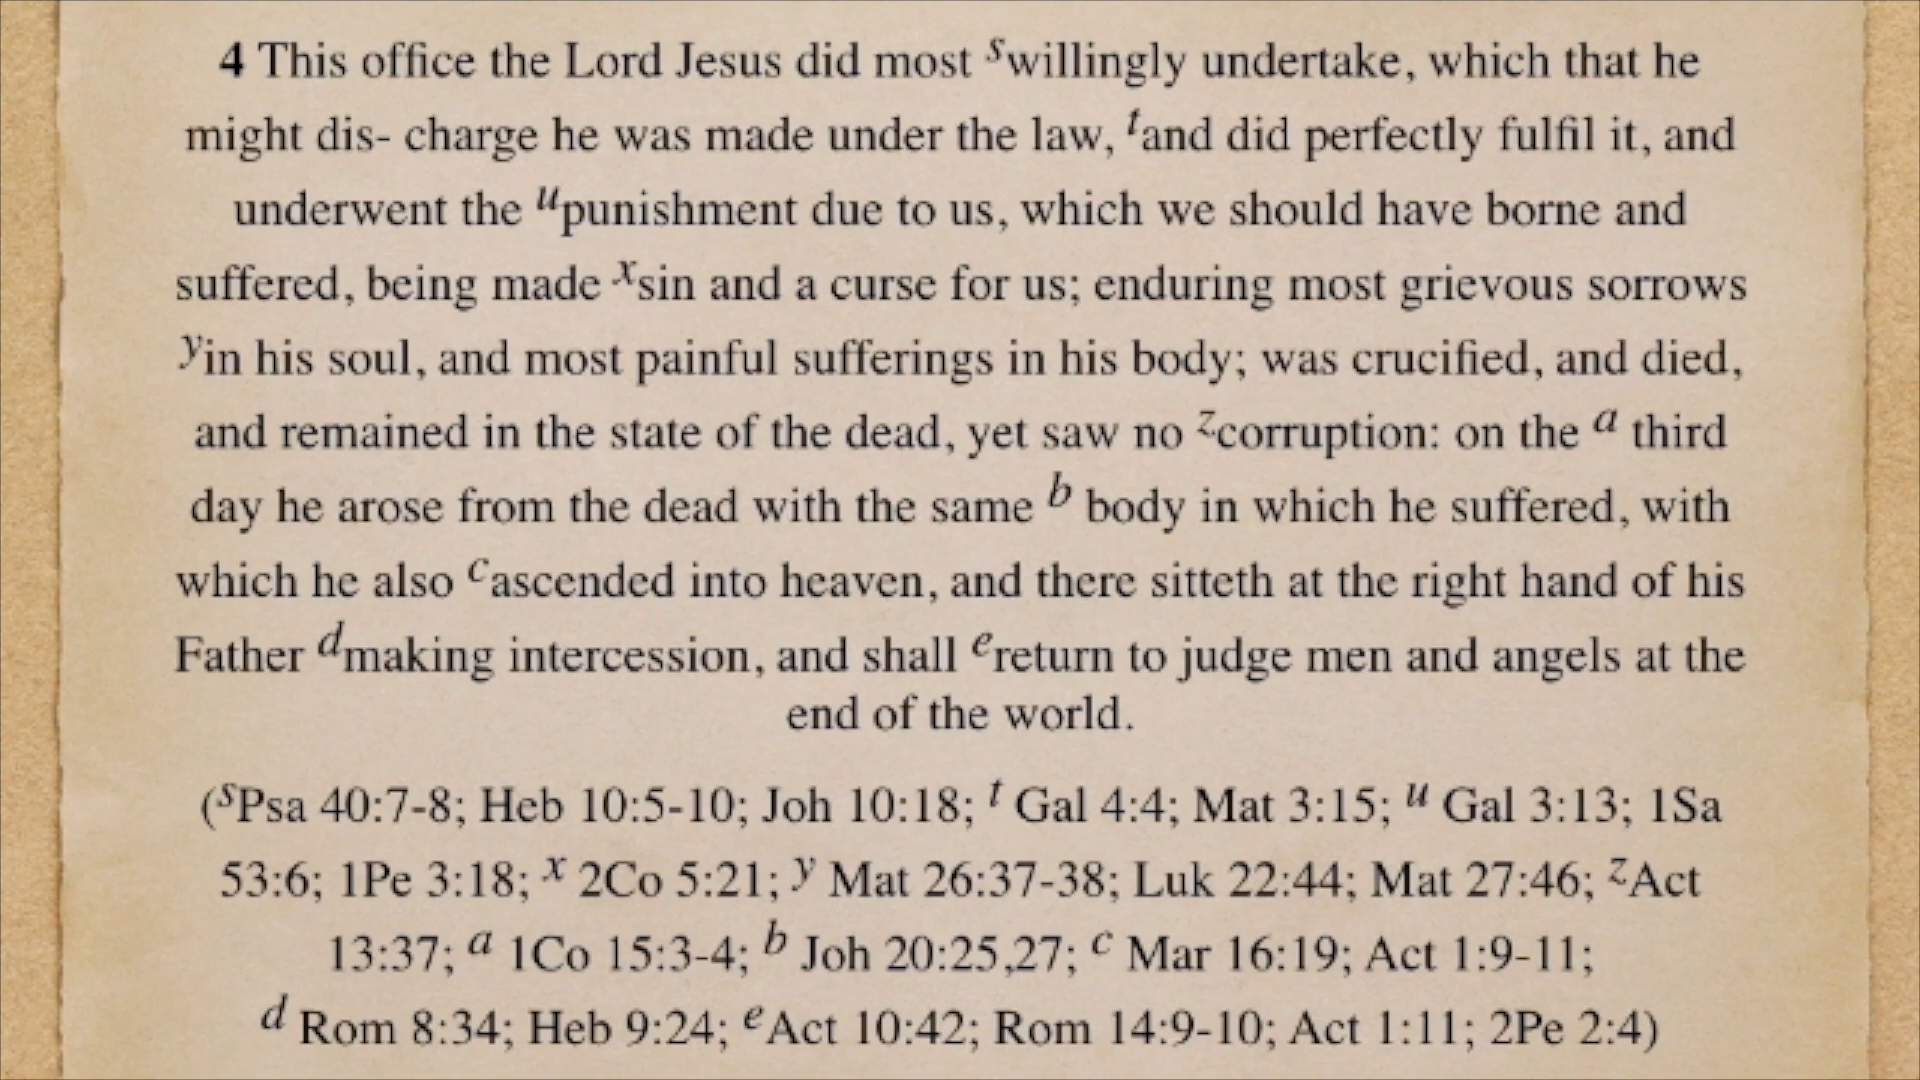 4 This office the Lord Jesus did most swillingly undertake, which that he
might dis- charge he was made under the law, tand did perfectly fulfil it, and
underwent the upunishment due to us, which we should have borne and
suffered, being made xsin and a curse for us; enduring most grievous sorrows
yin his soul, and most painful sufferings in his body; was crucified, and died,
and remained in the state of the dead, yet saw no zcorruption: on the a third
day he arose from the dead with the same b body in which he suffered, with
which he also cascended into heaven, and there sitteth at the right hand of his
Father dmaking intercession, and shall ereturn to judge men and angels at the
end of the world.
(sPsa 40:7-8; Heb 10:5-10; Joh 10:18; t Gal 4:4; Mat 3:15; u Gal 3:13; 1Sa
53:6; 1Pe 3:18; x 2Co 5:21; y Mat 26:37-38; Luk 22:44; Mat 27:46; zAct
13:37; a 1Co 15:3-4; b Joh 20:25,27; c Mar 16:19; Act 1:9-11;
d Rom 8:34; Heb 9:24; eAct 10:42; Rom 14:9-10; Act 1:11; 2Pe 2:4)